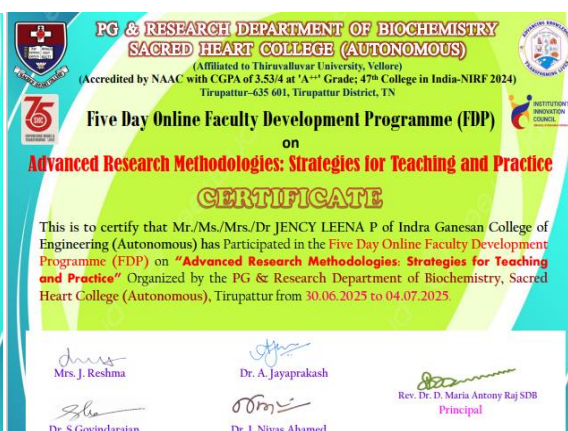 PG & RESEARCH DEPARTMENT OF BIOCHEMISTRY
SACRED HEART COLLEGE (AUTONOMOUS)
(Affiliated to Thiruvalluvar University, Vellore)
(Accredited by NAAC with CGPA of 3.53/4 at 'A++' Grade; 47th College in India-NIRF 2024)
Tirupattur–635 601, Tirupattur District, TN
INSTITUTION'S
INNOVATION
COUNCIL
Five Day Online Faculty Development Programme (FDP)
on
Advanced Research Methodologies: Strategies for Teaching and Practice
CERTIFICATE
This is to certify that Mr./Ms./Mrs./Dr JENCY LEENA P of Indra Ganesan College of
Engineering (Autonomous) has Participated in the Five Day Online Faculty Development
Programme (FDP) on "Advanced Research Methodologies: Strategies for Teaching
and Practice" Organized by the PG & Research Department of Biochemistry, Sacred
Heart College (Autonomous), Tirupattur from 30.06.2025 to 04.07.2025.
Mrs. J. Reshma
Dr. A. Jayaprakash
Rev. Dr. D. Maria Antony Raj SDB
Principal
Dr. S Govindarajan
Dr. J. Nivas Ahamed